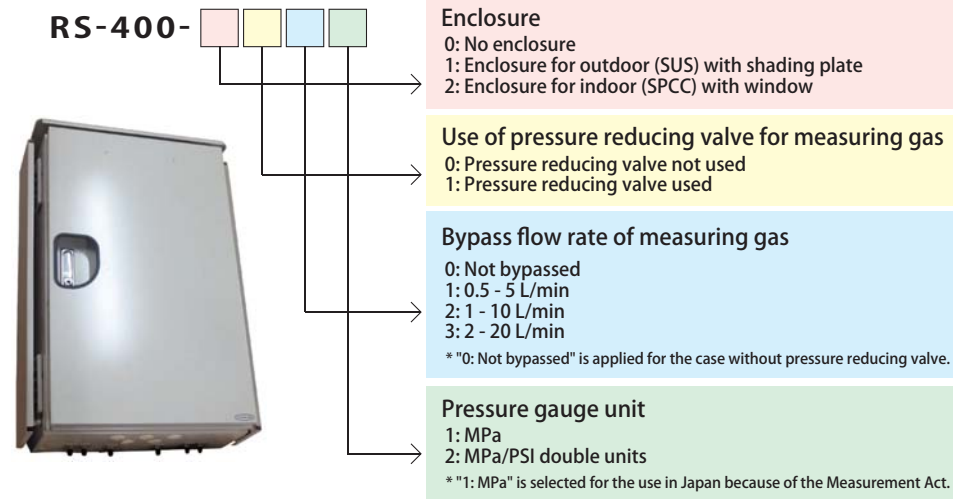 RS-400-
Enclosure
0: No enclosure
1: Enclosure for outdoor (SUS) with shading plate
2: Enclosure for indoor (SPCC) with window
Use of pressure reducing valve for measuring gas
0: Pressure reducing valve not used
1: Pressure reducing valve used
Bypass flow rate of measuring gas
0: Not bypassed
1: 0.5 - 5 L/min
2: 1 - 10 L/min
3: 2 - 20 L/min
* "0: Not bypassed" is applied for the case without pressure reducing valve.
Pressure gauge unit
1: MPa
2: MPa/PSI double units
* "1: MPa" is selected for the use in Japan because of the Measurement Act.